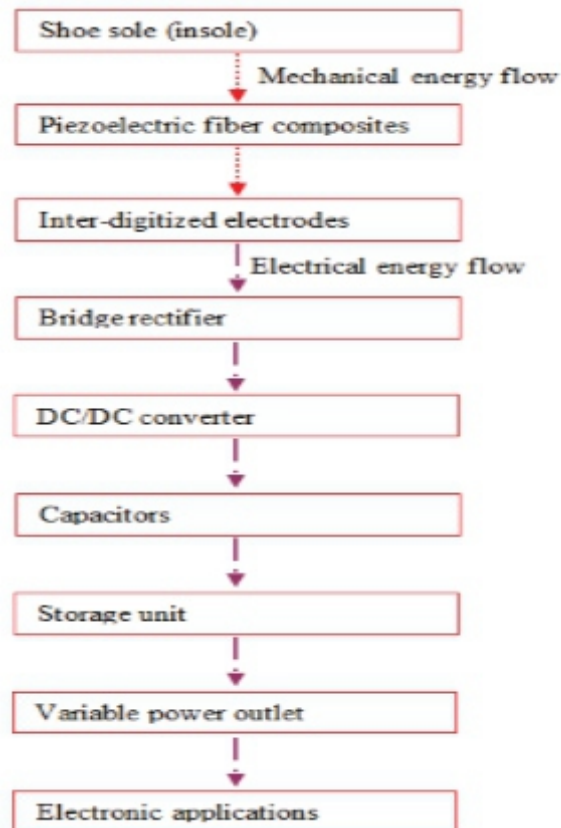 Shoe sole (insole)
Mechanical energy flow
Piezoelectric fiber composites
Inter-digitized electrodes
Electrical energy flow
Bridge rectifier
DC/DC converter
Capacitors
Storage unit
Variable power outlet
Electronic applications